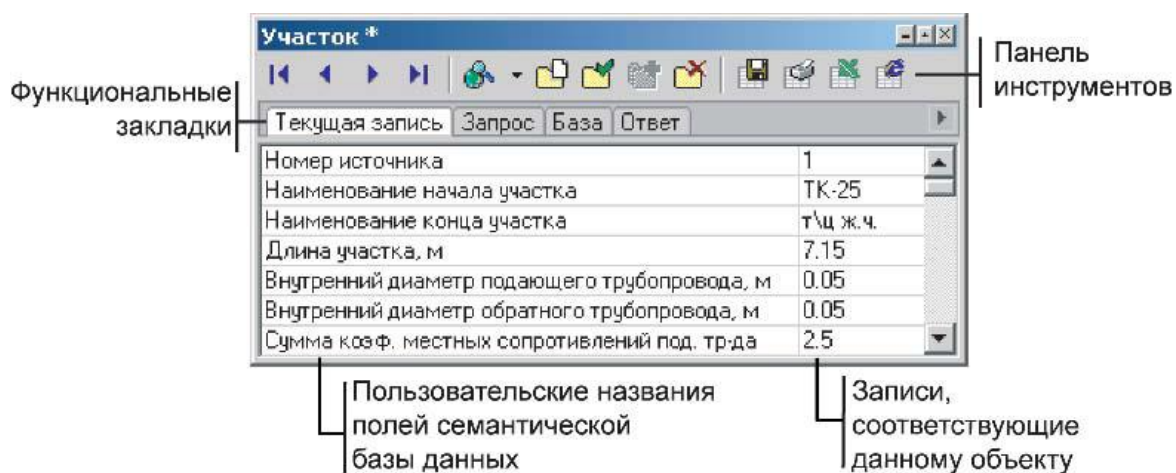 Участок *
Панель
инструментов
Функциональные
закладки
Текущая запись Запрос База Ответ
Номер источника 1
Наименование начала участка ТК-25
Наименование конца участка т\ц ж.ч.
Длина участка, м 7.15
Внутренний диаметр подающего трубопровода, м 0.05
Внутренний диаметр обратного трубопровода, м 0.05
Сумма коэф. местных сопротивлений под. тр-да 2.5
Пользовательские названия
полей семантической
базы данных
Записи,
соответствующие
данному объекту